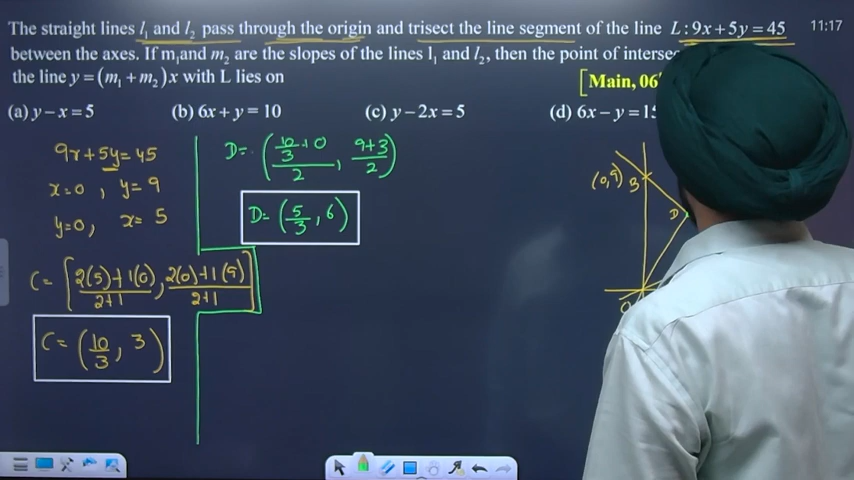 The straight lines l₁ and l₂ pass through the origin and trisect the line segment of the line L : 9x + 5y = 45
11:17
between the axes. If m₁and m₂ are the slopes of the lines l₁ and l₂, then the point of
the line y = (m₁ + m₂)x with L lies on
[Main, 06
(a) y − x = 5
(b) 6x + y = 10
(c) y − 2x = 5
(d) 6x − y =
9x + 5y = 45
x=0 , y= 9
y=0, x= 5
C = [2(5)+1(0)/2+1 , 2(0)+1(9)/2+1]
C = (10/3 , 3)
D = (10/3+0/2 , 9+3/2)
D = (5/3 , 6)
(0,9) B
D
O